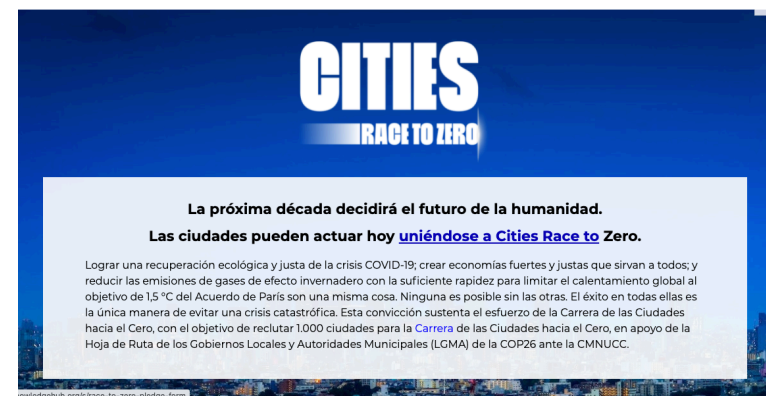 CITIES
RACE TO ZERO
La próxima década decidirá el futuro de la humanidad.
Las ciudades pueden actuar hoy uniéndose a Cities Race to Zero.
Lograr una recuperación ecológica y justa de la crisis COVID-19; crear economías fuertes y justas que sirvan a todos; y
reducir las emisiones de gases de efecto invernadero con la suficiente rapidez para limitar el calentamiento global al
objetivo de 1,5 °C del Acuerdo de París son una misma cosa. Ninguna es posible sin las otras. El éxito en todas ellas es
la única manera de evitar una crisis catastrófica. Esta convicción sustenta el esfuerzo de la Carrera de las Ciudades
hacia el Cero, con el objetivo de reclutar 1.000 ciudades para la Carrera de las Ciudades hacia el Cero, en apoyo de la
Hoja de Ruta de los Gobiernos Locales y Autoridades Municipales (LGMA) de la COP26 ante la CMNUCC.